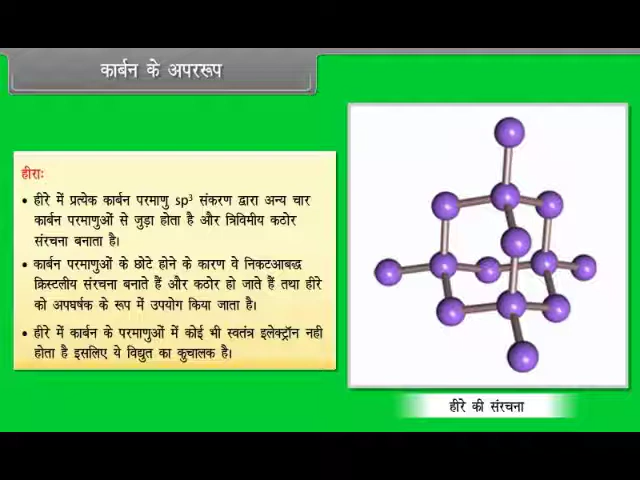 कार्बन के अपररूप
हीराः
• हीरे में प्रत्येक कार्बन परमाणु sp³ संकरण द्वारा अन्य चार
कार्बन परमाणुओं से जुड़ा होता है और त्रिविमीय कठोर
संरचना बनाता है।
• कार्बन परमाणुओं के छोटे होने के कारण वे निकटआबद्ध
क्रिस्टलीय संरचना बनाते हैं और कठोर हो जाते हैं तथा हीरे
को अपघर्षक के रूप में उपयोग किया जाता है।
• हीरे में कार्बन के परमाणुओं में कोई भी स्वतंत्र इलेक्ट्रॉन नही
होता है इसलिए ये विद्युत का कुचालक है।
हीरे की संरचना